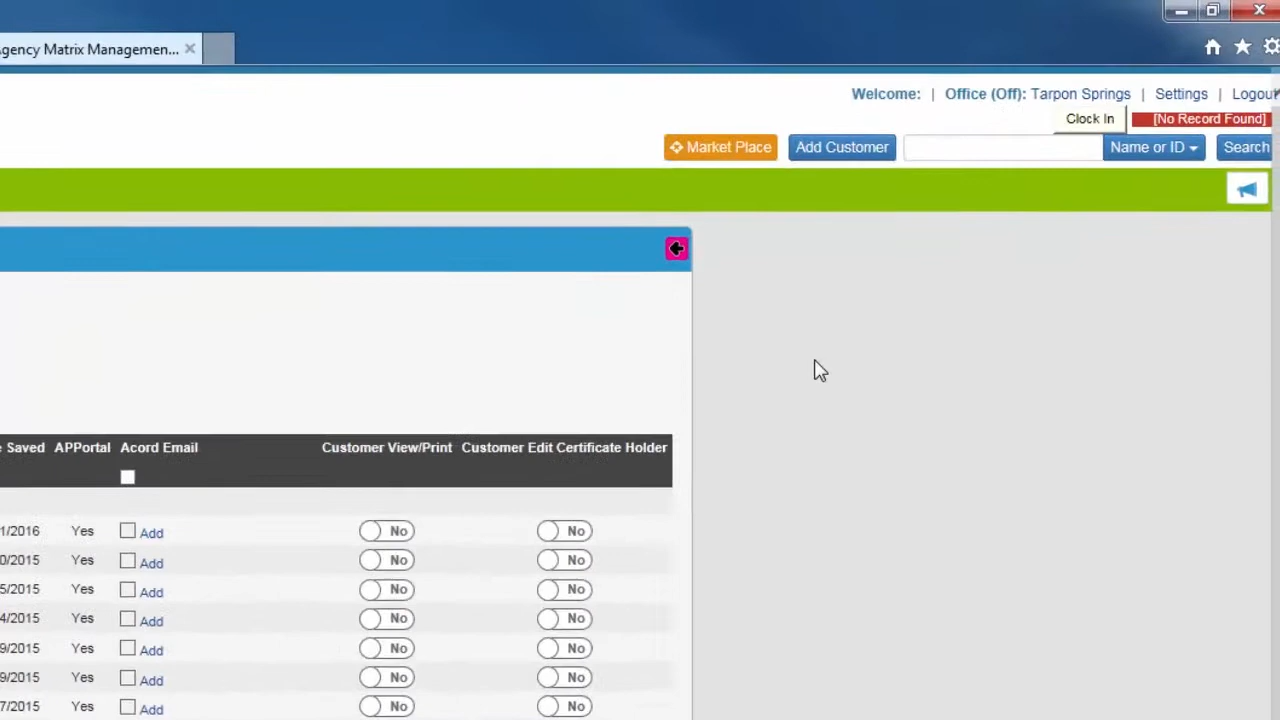 gency Matrix Managemen...
Welcome: | Office (Off): Tarpon Springs | Settings | Logout
Clock In [No Record Found]
Market Place Add Customer Name or ID Search
Saved APPortal Acord Email Customer View/Print Customer Edit Certificate Holder
1/2016 Yes Add No No
0/2015 Yes Add No No
5/2015 Yes Add No No
4/2015 Yes Add No No
9/2015 Yes Add No No
9/2015 Yes Add No No
7/2015 Yes Add No No